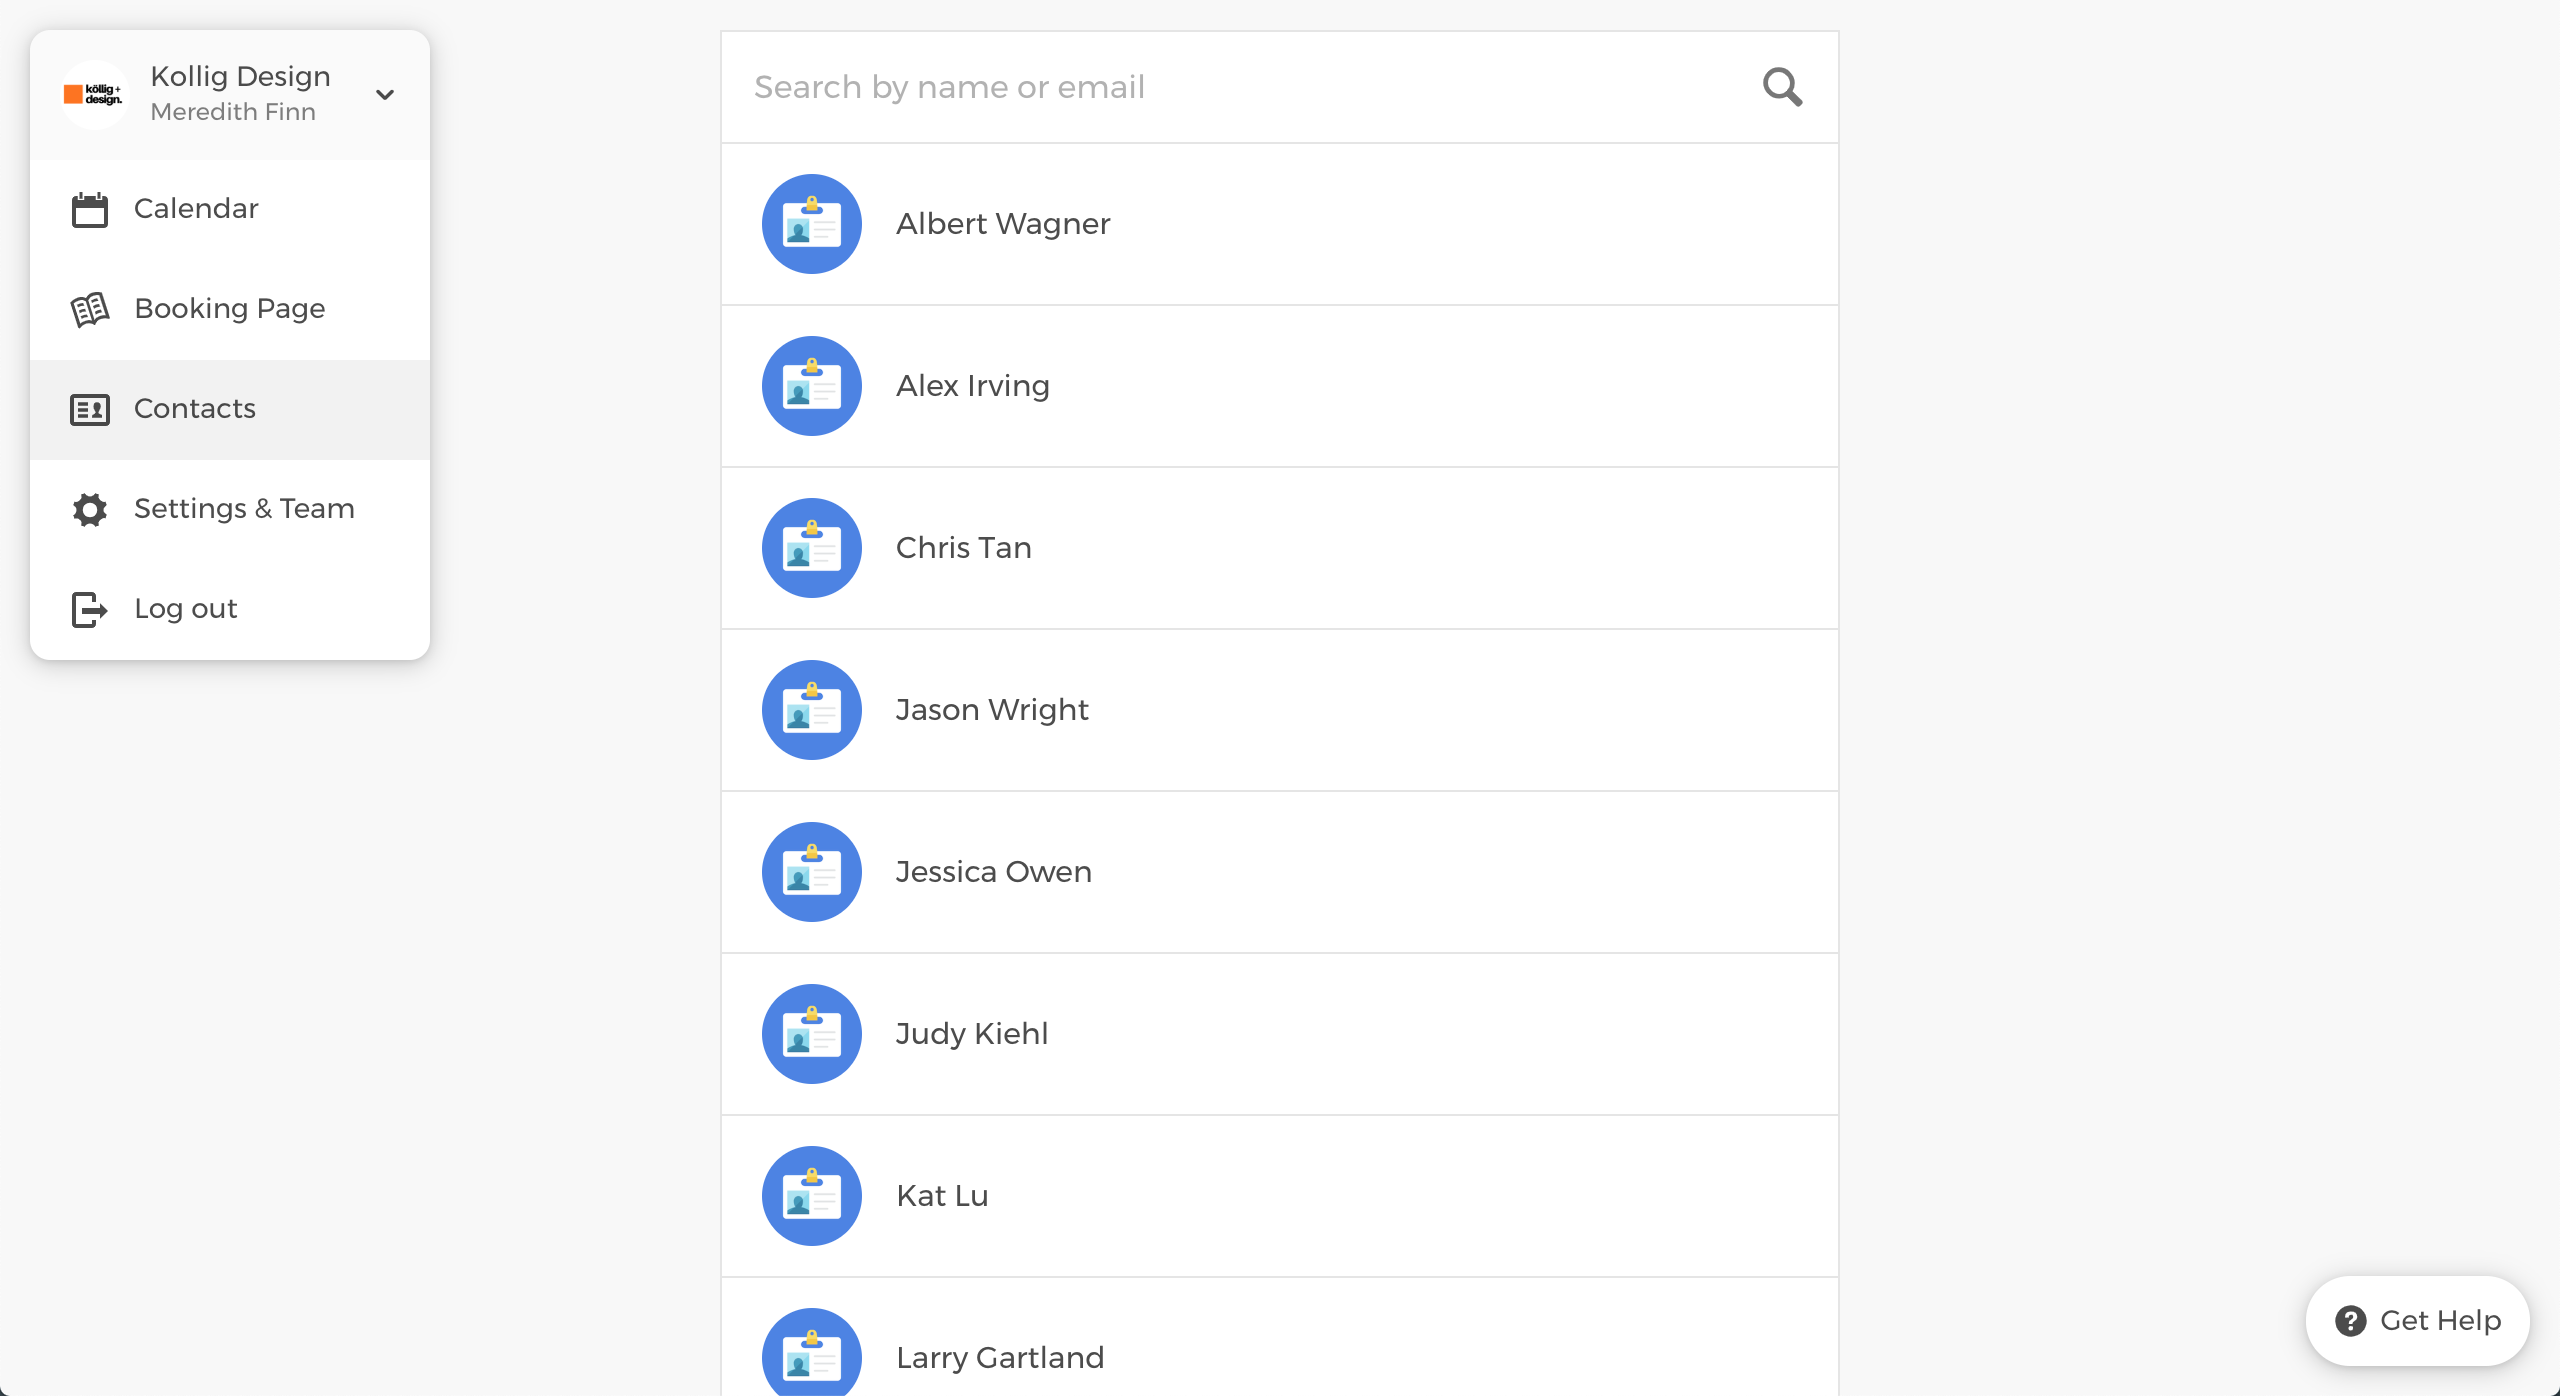 köllig +
design.
Kollig Design
Meredith Finn
Calendar
Booking Page
Contacts
Settings & Team
Log out
Search by name or email
Albert Wagner
Alex Irving
Chris Tan
Jason Wright
Jessica Owen
Judy Kiehl
Kat Lu
Larry Gartland
? Get Help